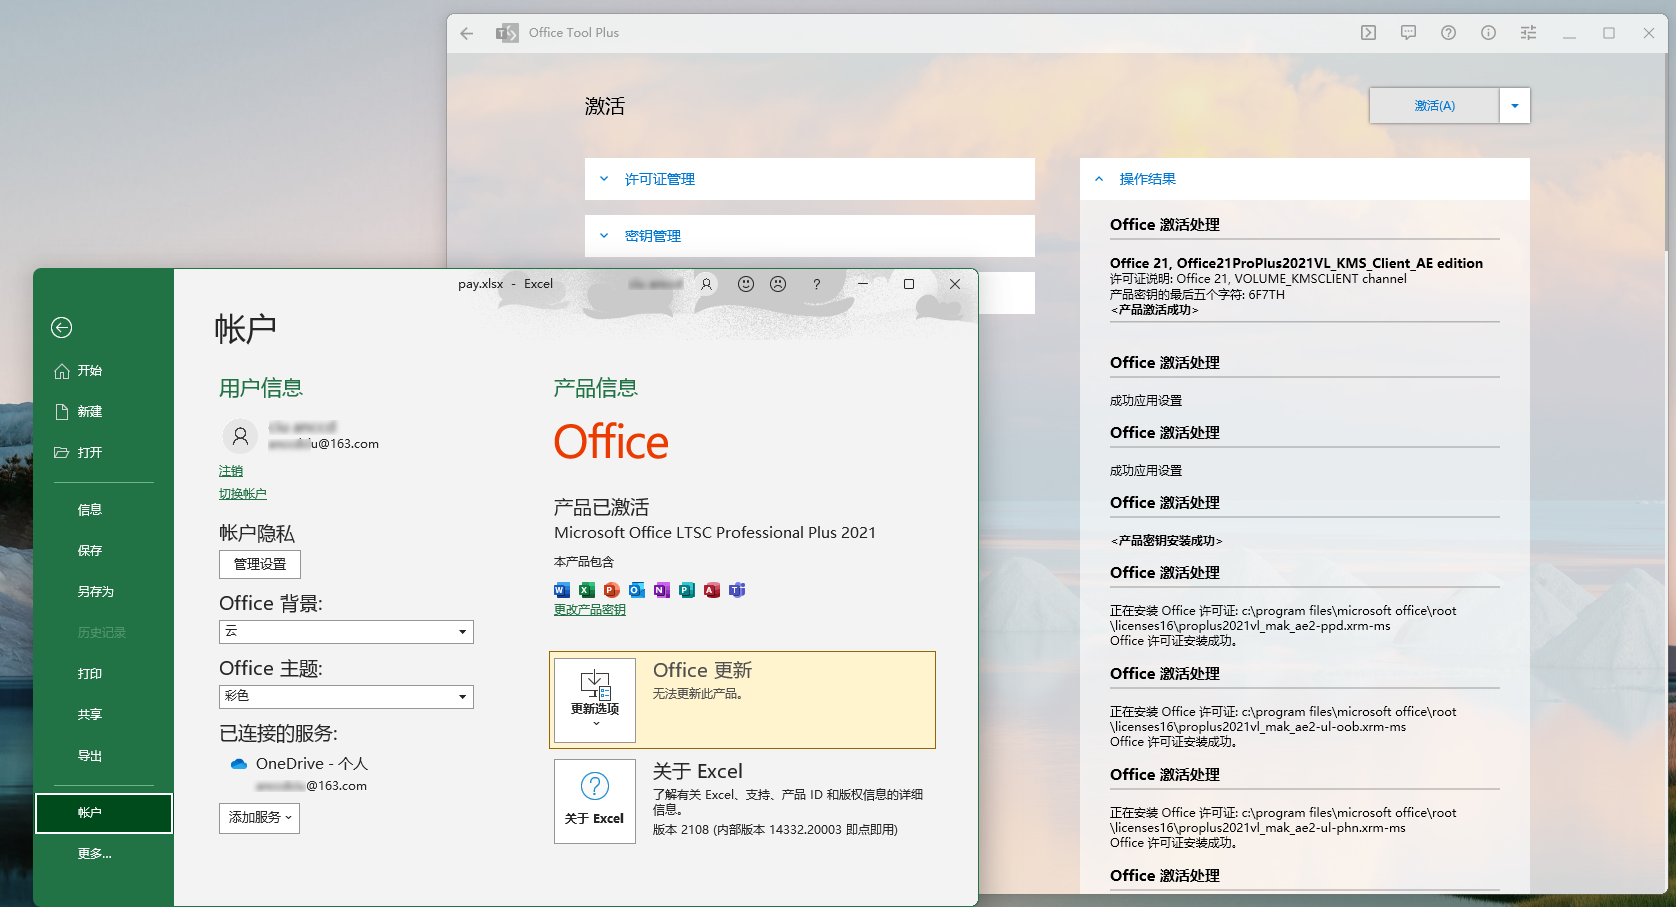 Office Tool Plus
激活
激活(A)
许可证管理
密钥管理
操作结果
Office 激活处理
Office 21, Office21ProPlus2021VL_KMS_Client_AE edition
许可证说明: Office 21, VOLUME_KMSCLIENT channel
产品密钥的最后五个字符: 6F7TH
<产品激活成功>
Office 激活处理
成功应用设置
Office 激活处理
成功应用设置
Office 激活处理
<产品密钥安装成功>
Office 激活处理
正在安装 Office 许可证: c:\program files\microsoft office\root
\licenses16\proplus2021vl_mak_ae2-ppd.xrm-ms
Office 许可证安装成功。
Office 激活处理
正在安装 Office 许可证: c:\program files\microsoft office\root
\licenses16\proplus2021vl_mak_ae2-ul-oob.xrm-ms
Office 许可证安装成功。
Office 激活处理
正在安装 Office 许可证: c:\program files\microsoft office\root
\licenses16\proplus2021vl_mak_ae2-ul-phn.xrm-ms
Office 许可证安装成功。
Office 激活处理
pay.xlsx - Excel
开始
新建
打开
信息
保存
另存为
历史记录
打印
共享
导出
帐户
更多...
帐户
用户信息
u@163.com
注销
切换帐户
帐户隐私
管理设置
Office 背景:
云
Office 主题:
彩色
已连接的服务:
OneDrive - 个人
@163.com
添加服务
产品信息
Office
产品已激活
Microsoft Office LTSC Professional Plus 2021
本产品包含
更改产品密钥
更新选项
Office 更新
无法更新此产品。
关于 Excel
关于 Excel
了解有关 Excel、支持、产品 ID 和版权信息的详细
信息。
版本 2108 (内部版本 14332.20003 即点即用)